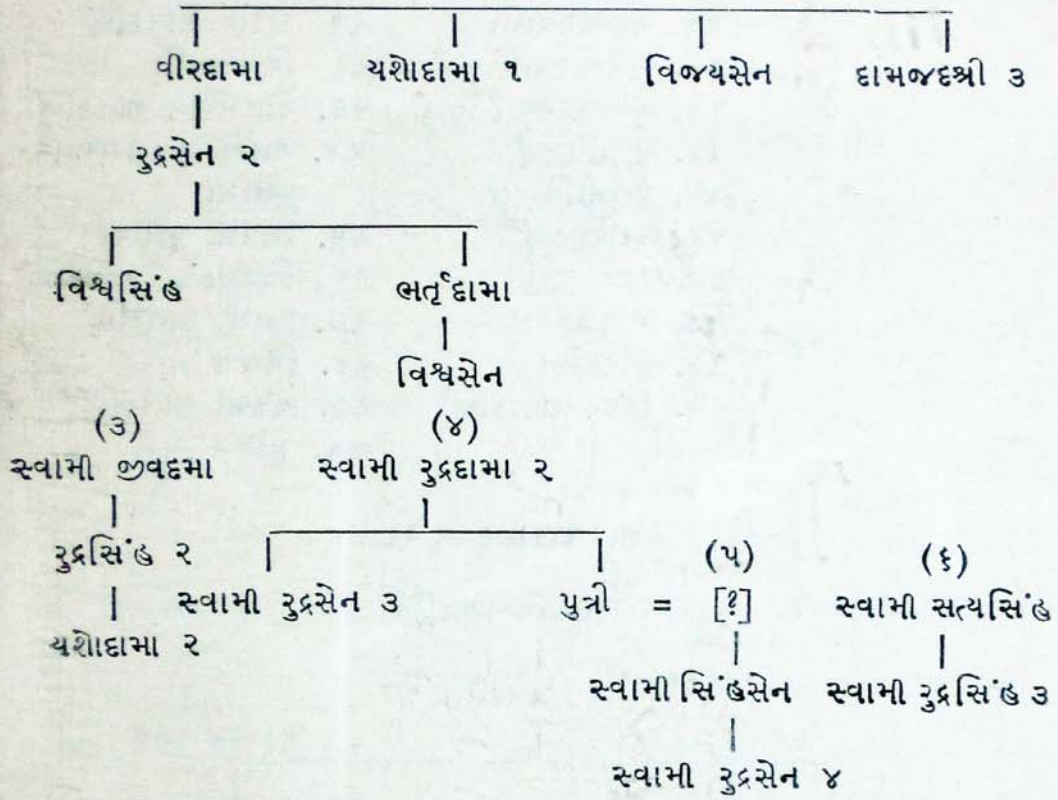 વીરદામા યશોદામા ૧ વિજયસેન દામજદશ્રી ૩
રુદ્રસેન ૨
વિશ્વસિંહ ભર્તૃદામા
વિશ્વસેન
(૩) (૪)
સ્વામી જીવદમા સ્વામી રુદ્રદામા ૨
રુદ્રસિંહ ૨ (૫) (૬)
સ્વામી રુદ્રસેન ૩ પુત્રી = [?] સ્વામી સત્યસિંહ
યશોદામા ૨
સ્વામી સિંહસેન સ્વામી રુદ્રસિંહ ૩
સ્વામી રુદ્રસેન ૪